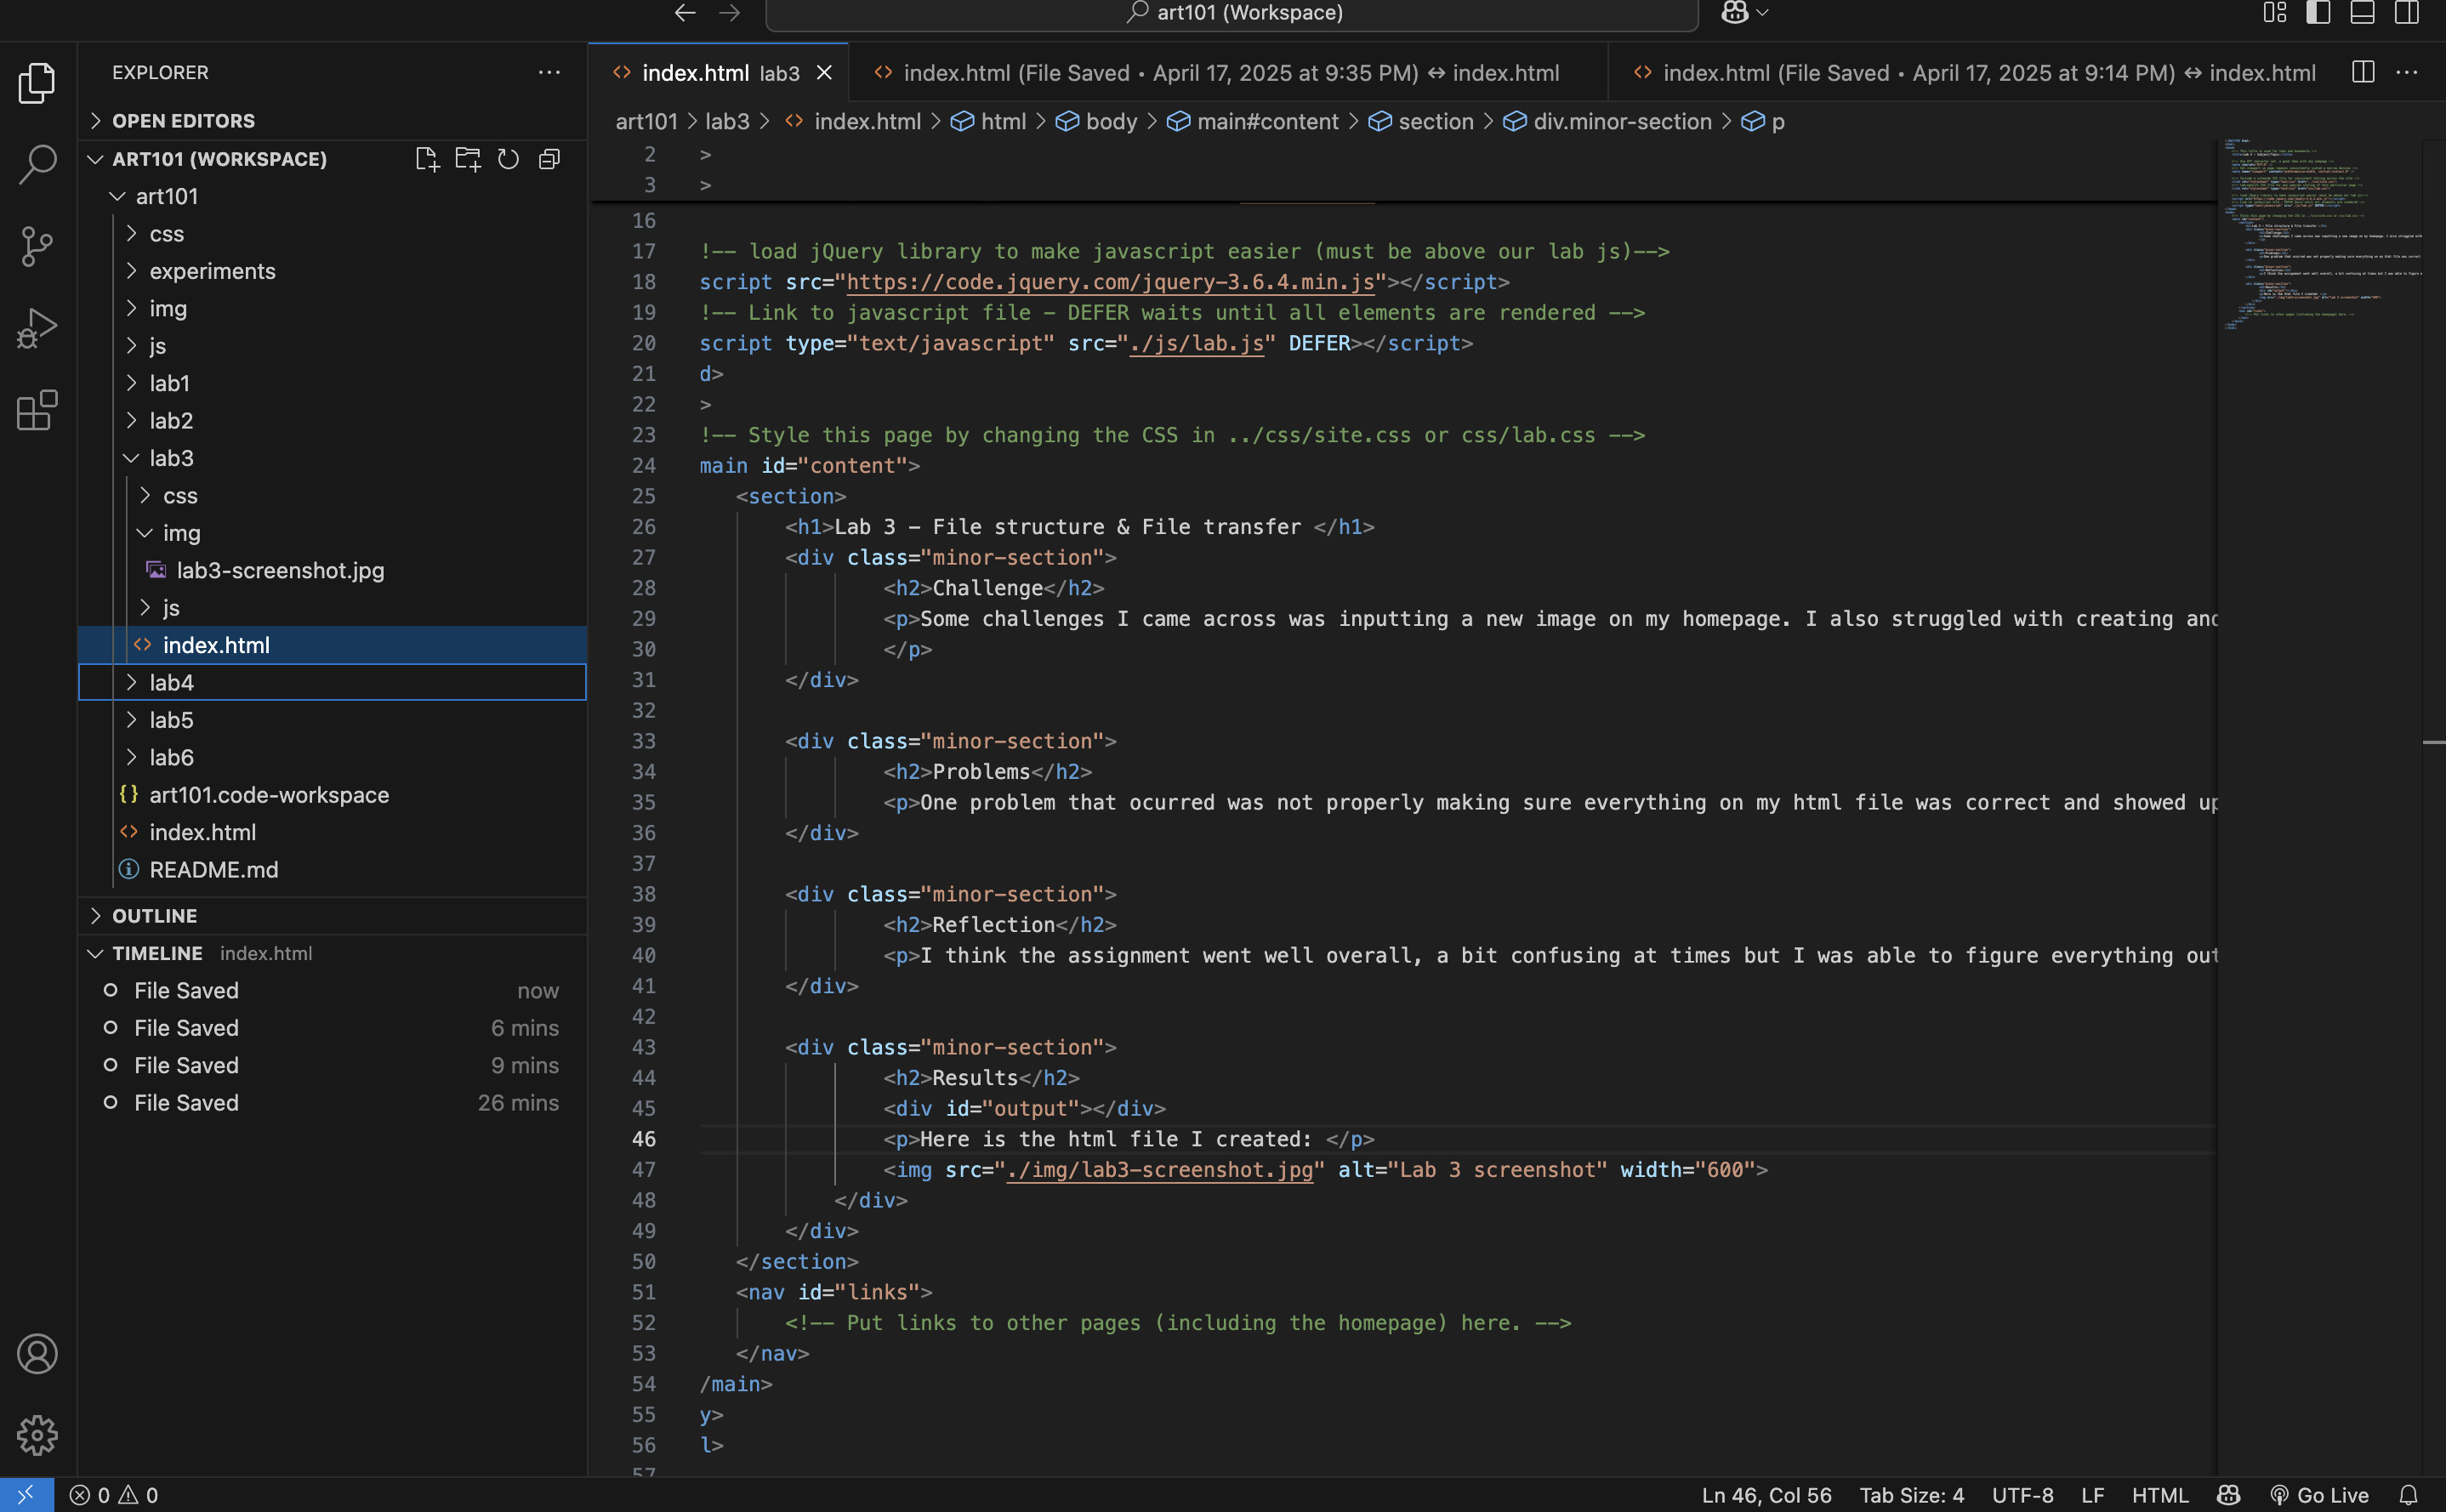 art101 (Workspace)
EXPLORER
index.html lab3
index.html (File Saved • April 17, 2025 at 9:35 PM) ↔ index.html
index.html (File Saved • April 17, 2025 at 9:14 PM) ↔ index.html
OPEN EDITORS
art101 > lab3 > index.html > html > body > main#content > section > div.minor-section > p
ART101 (WORKSPACE)
art101
css
experiments
img
js
lab1
lab2
lab3
css
img
lab3-screenshot.jpg
js
index.html
lab4
lab5
lab6
art101.code-workspace
index.html
README.md
OUTLINE
TIMELINE index.html
File Saved now
File Saved 6 mins
File Saved 9 mins
File Saved 26 mins
2 >
3 >
16
17 !-- load jQuery library to make javascript easier (must be above our lab js)-->
18 script src="https://code.jquery.com/jquery-3.6.4.min.js"></script>
19 !-- Link to javascript file - DEFER waits until all elements are rendered -->
20 script type="text/javascript" src="./js/lab.js" DEFER></script>
21 d>
22 >
23 !-- Style this page by changing the CSS in ../css/site.css or css/lab.css -->
24 main id="content">
25 <section>
26 <h1>Lab 3 - File structure & File transfer </h1>
27 <div class="minor-section">
28 <h2>Challenge</h2>
29 <p>Some challenges I came across was inputting a new image on my homepage. I also struggled with creating and
30 </p>
31 </div>
32
33 <div class="minor-section">
34 <h2>Problems</h2>
35 <p>One problem that ocurred was not properly making sure everything on my html file was correct and showed up
36 </div>
37
38 <div class="minor-section">
39 <h2>Reflection</h2>
40 <p>I think the assignment went well overall, a bit confusing at times but I was able to figure everything out
41 </div>
42
43 <div class="minor-section">
44 <h2>Results</h2>
45 <div id="output"></div>
46 <p>Here is the html file I created: </p>
47 <img src="./img/lab3-screenshot.jpg" alt="Lab 3 screenshot" width="600">
48 </div>
49 </div>
50 </section>
51 <nav id="links">
52 <!-- Put links to other pages (including the homepage) here. -->
53 </nav>
54 /main>
55 y>
56 l>
57
0 0
Ln 46, Col 56 Tab Size: 4 UTF-8 LF HTML Go Live